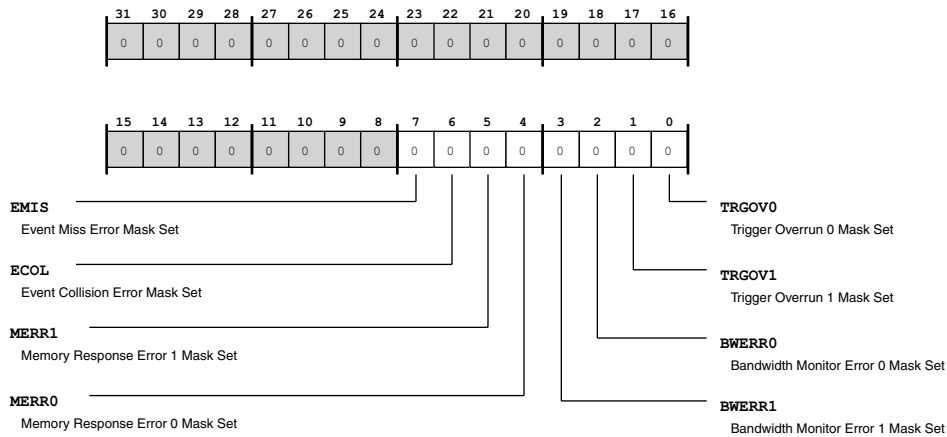 31 30 29 28 27 26 25 24 23 22 21 20 19 18 17 16
0 0 0 0 0 0 0 0 0 0 0 0 0 0 0 0
15 14 13 12 11 10 9 8 7 6 5 4 3 2 1 0
0 0 0 0 0 0 0 0 0 0 0 0 0 0 0 0
EMIS
Event Miss Error Mask Set
ECOL
Event Collision Error Mask Set
MERR1
Memory Response Error 1 Mask Set
MERR0
Memory Response Error 0 Mask Set
TRGOV0
Trigger Overrun 0 Mask Set
TRGOV1
Trigger Overrun 1 Mask Set
BWERR0
Bandwidth Monitor Error 0 Mask Set
BWERR1
Bandwidth Monitor Error 1 Mask Set